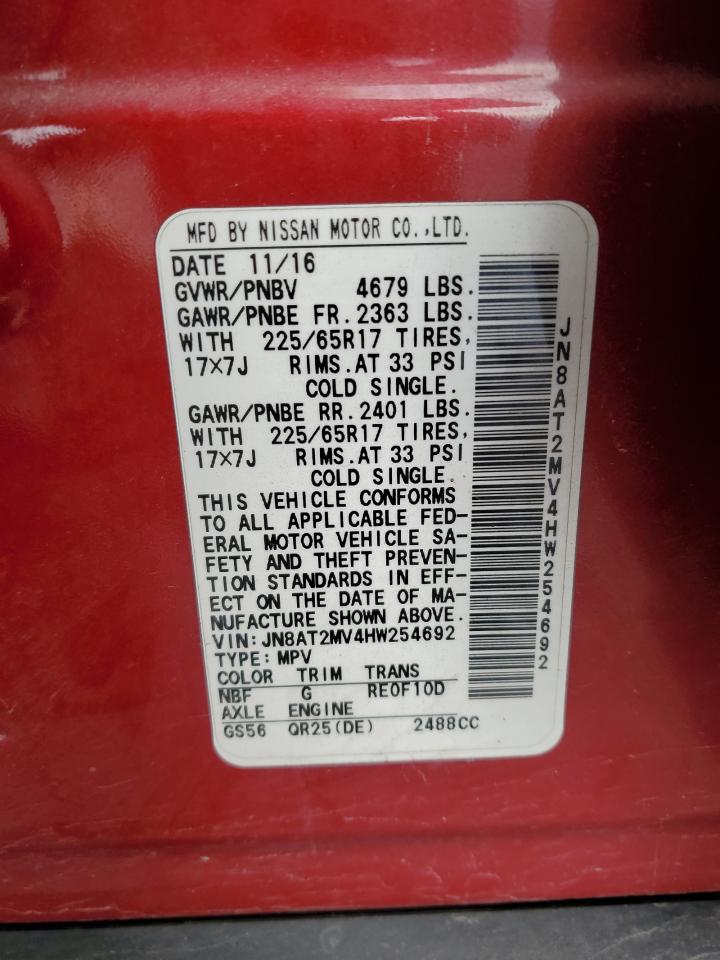 MFD BY NISSAN MOTOR CO.,LTD.
DATE 11/16
GVWR/PNBV 4679 LBS.
GAWR/PNBE FR.2363 LBS.
WITH 225/65R17 TIRES,
17×7J RIMS.AT 33 PSI
COLD SINGLE.
GAWR/PNBE RR.2401 LBS.
WITH 225/65R17 TIRES,
17×7J RIMS.AT 33 PSI
COLD SINGLE.
THIS VEHICLE CONFORMS
TO ALL APPLICABLE FED-
ERAL MOTOR VEHICLE SA-
FETY AND THEFT PREVEN-
TION STANDARDS IN EFF-
ECT ON THE DATE OF MA-
NUFACTURE SHOWN ABOVE.
VIN:JN8AT2MV4HW254692
TYPE:MPV
COLOR TRIM TRANS
NBF G RE0F10D
AXLE ENGINE
GS56 QR25(DE) 2488CC
JN8AT2MV4HW254692